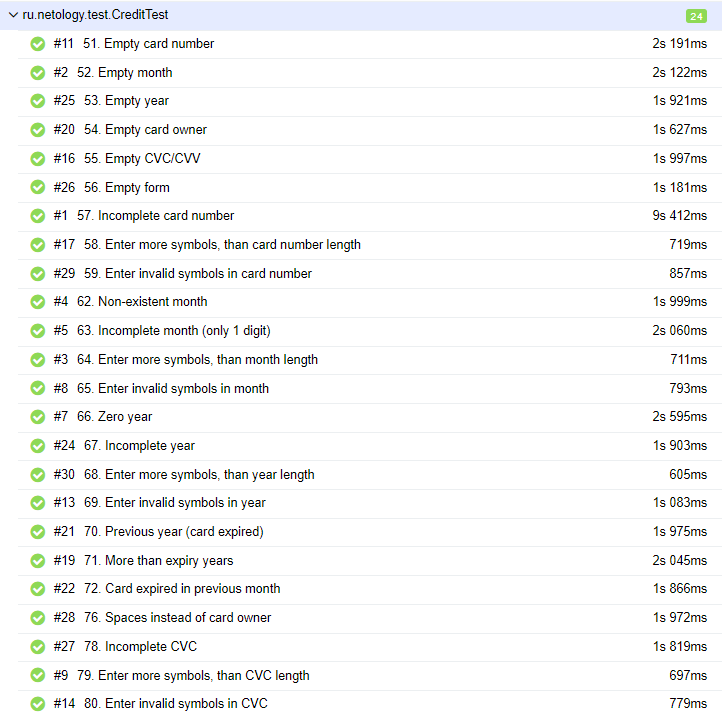 ru.netology.test.CreditTest 24
#11 51. Empty card number 2s 191ms
#2 52. Empty month 2s 122ms
#25 53. Empty year 1s 921ms
#20 54. Empty card owner 1s 627ms
#16 55. Empty CVC/CVV 1s 997ms
#26 56. Empty form 1s 181ms
#1 57. Incomplete card number 9s 412ms
#17 58. Enter more symbols, than card number length 719ms
#29 59. Enter invalid symbols in card number 857ms
#4 62. Non-existent month 1s 999ms
#5 63. Incomplete month (only 1 digit) 2s 060ms
#3 64. Enter more symbols, than month length 711ms
#8 65. Enter invalid symbols in month 793ms
#7 66. Zero year 2s 595ms
#24 67. Incomplete year 1s 903ms
#30 68. Enter more symbols, than year length 605ms
#13 69. Enter invalid symbols in year 1s 083ms
#21 70. Previous year (card expired) 1s 975ms
#19 71. More than expiry years 2s 045ms
#22 72. Card expired in previous month 1s 866ms
#28 76. Spaces instead of card owner 1s 972ms
#27 78. Incomplete CVC 1s 819ms
#9 79. Enter more symbols, than CVC length 697ms
#14 80. Enter invalid symbols in CVC 779ms